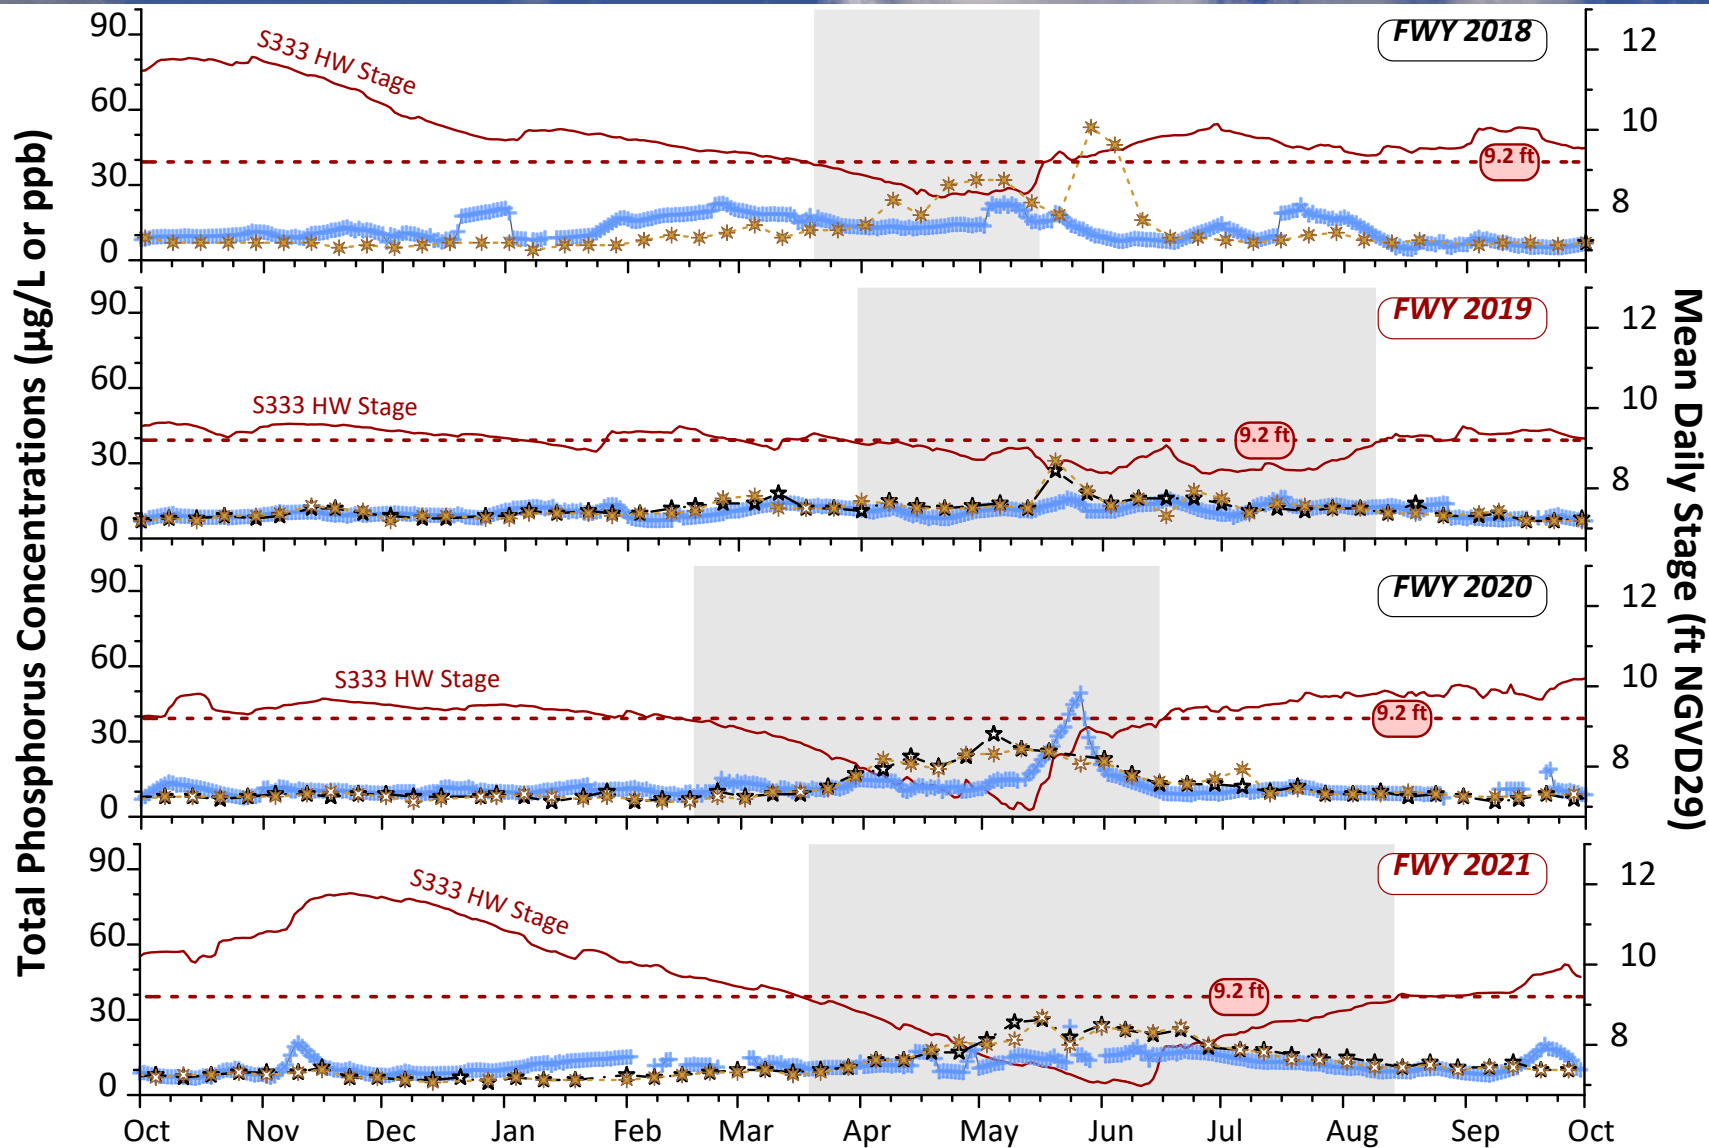 Total Phosphorus Concentrations (µg/L or ppb)
Mean Daily Stage (ft NGVD29)
FWY 2018
S333 HW Stage
9.2 ft
90
60
30
0
12
10
8
FWY 2019
S333 HW Stage
9.2 ft
90
60
30
0
12
10
8
FWY 2020
S333 HW Stage
9.2 ft
90
60
30
0
12
10
8
FWY 2021
S333 HW Stage
9.2 ft
90
60
30
0
12
10
8
Oct Nov Dec Jan Feb Mar Apr May Jun Jul Aug Sep Oct